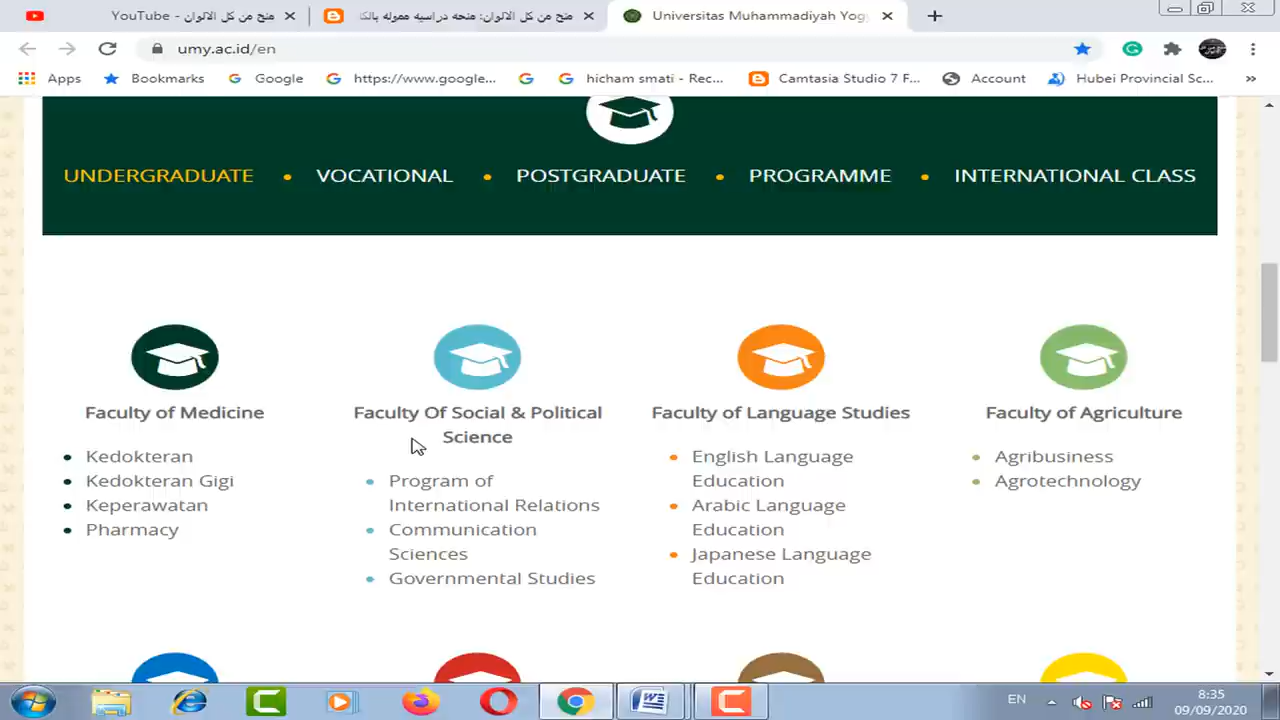 YouTube - منح من كل الالوان
منح من كل الالوان: منحه دراسيه مموله بالكا
Universitas Muhammadiyah Yog
umy.ac.id/en
Apps
Bookmarks
Google
https://www.google...
hicham smati - Rec...
Camtasia Studio 7 F...
Account
Hubei Provincial Sc...
»
UNDERGRADUATE • VOCATIONAL • POSTGRADUATE • PROGRAMME • INTERNATIONAL CLASS
Faculty of Medicine
Kedokteran
Kedokteran Gigi
Keperawatan
Pharmacy
Faculty Of Social & Political
Science
Program of
International Relations
Communication
Sciences
Governmental Studies
Faculty of Language Studies
English Language
Education
Arabic Language
Education
Japanese Language
Education
Faculty of Agriculture
Agribusiness
Agrotechnology
EN
8:35
09/09/2020